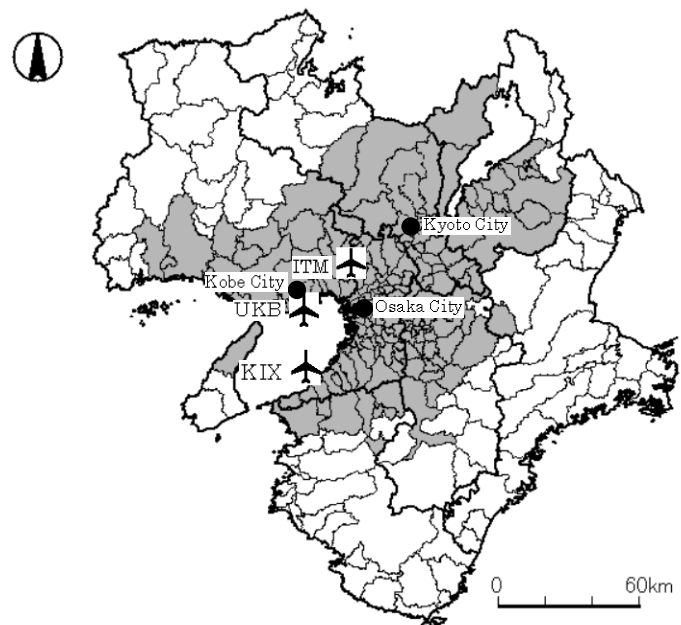 Kyoto City
ITM
Kobe City
UKB
Osaka City
KIX
0 60km